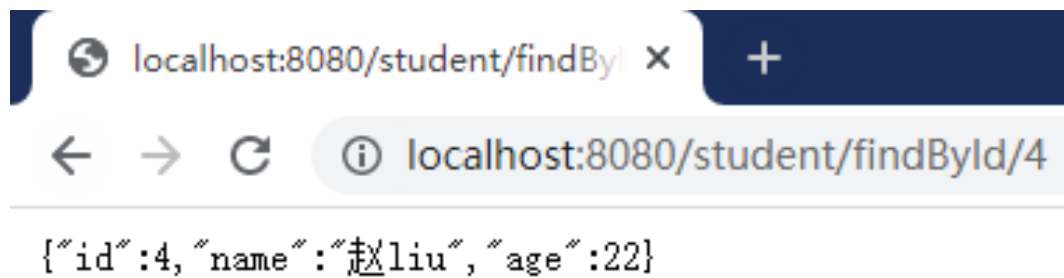 localhost:8080/student/findBy
localhost:8080/student/findById/4
{"id":4,"name":"赵liu","age":22}